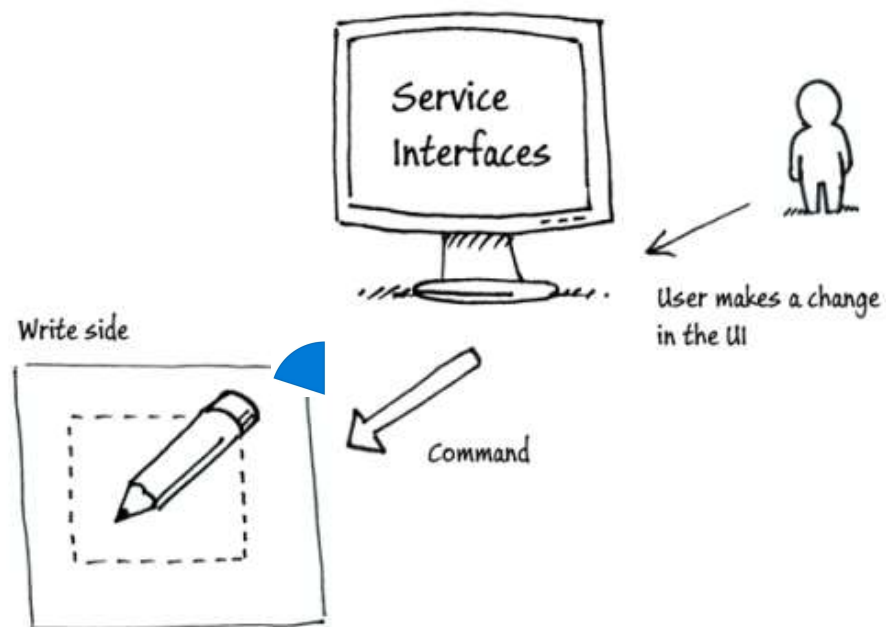 Service
Interfaces
User makes a change
in the UI
Write side
Command